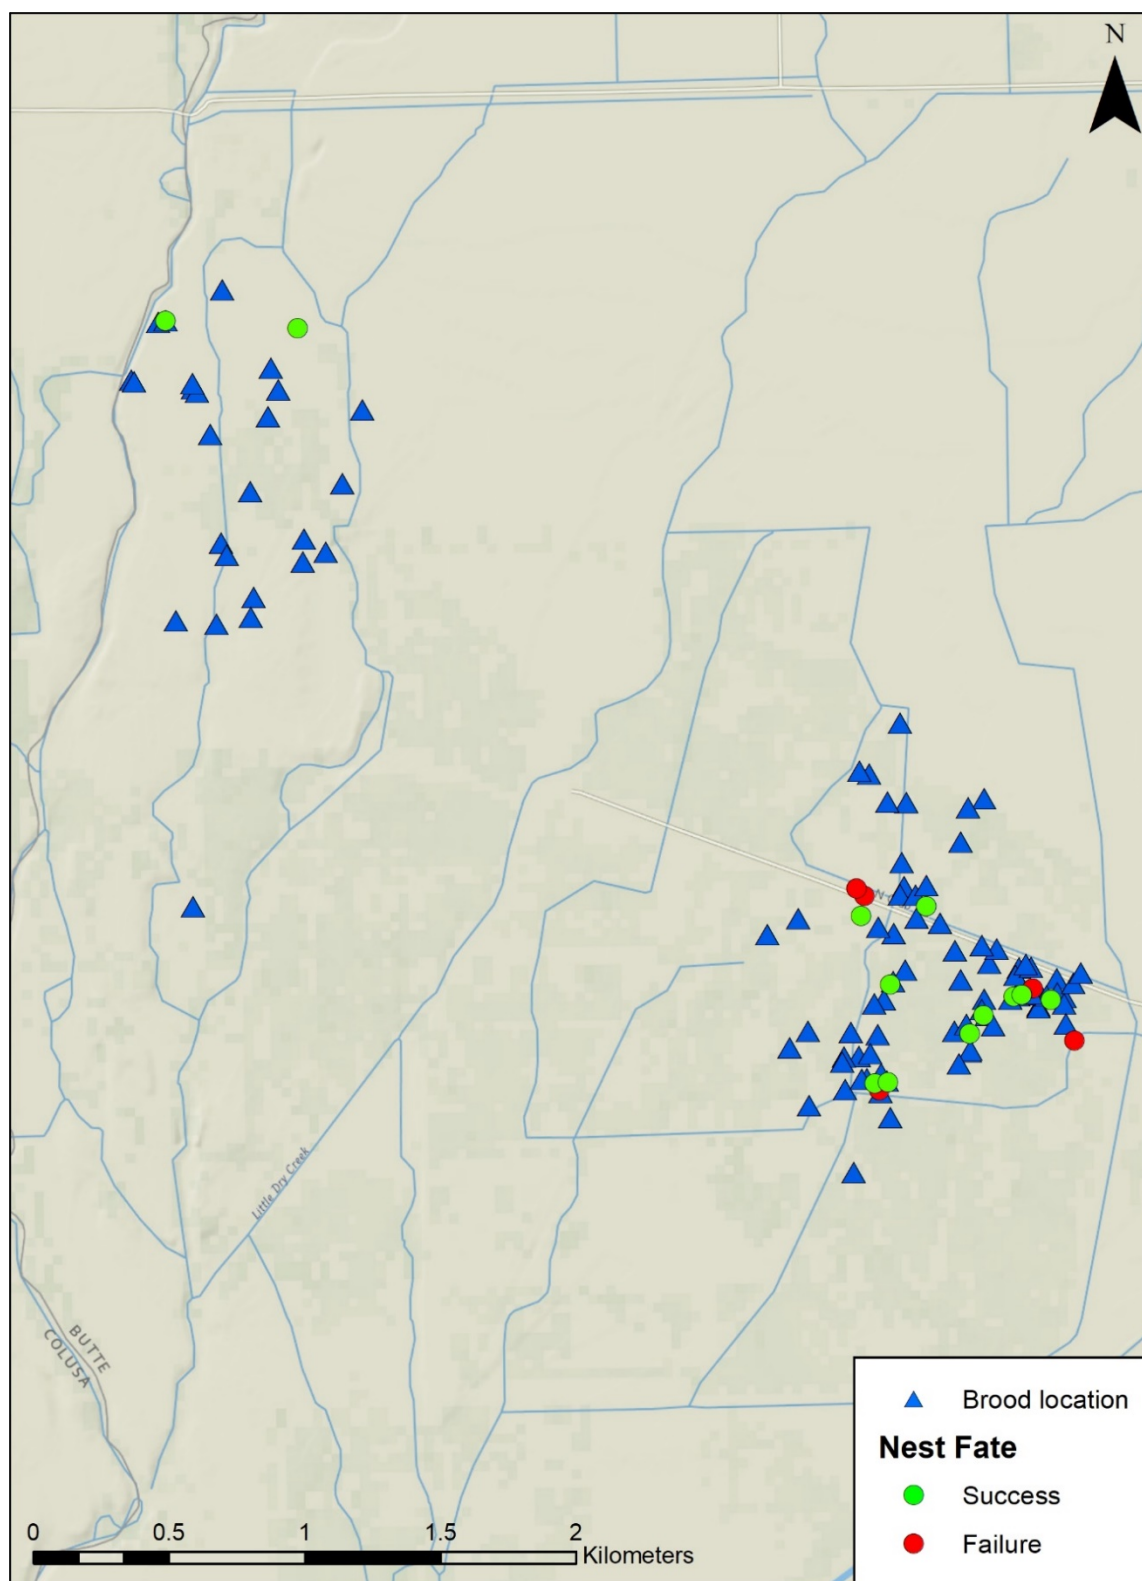 N
Little Dry Creek
BUTTE
COLUSA
Brood location
Nest Fate
Success
Failure
0 0.5 1 1.5 2
Kilometers